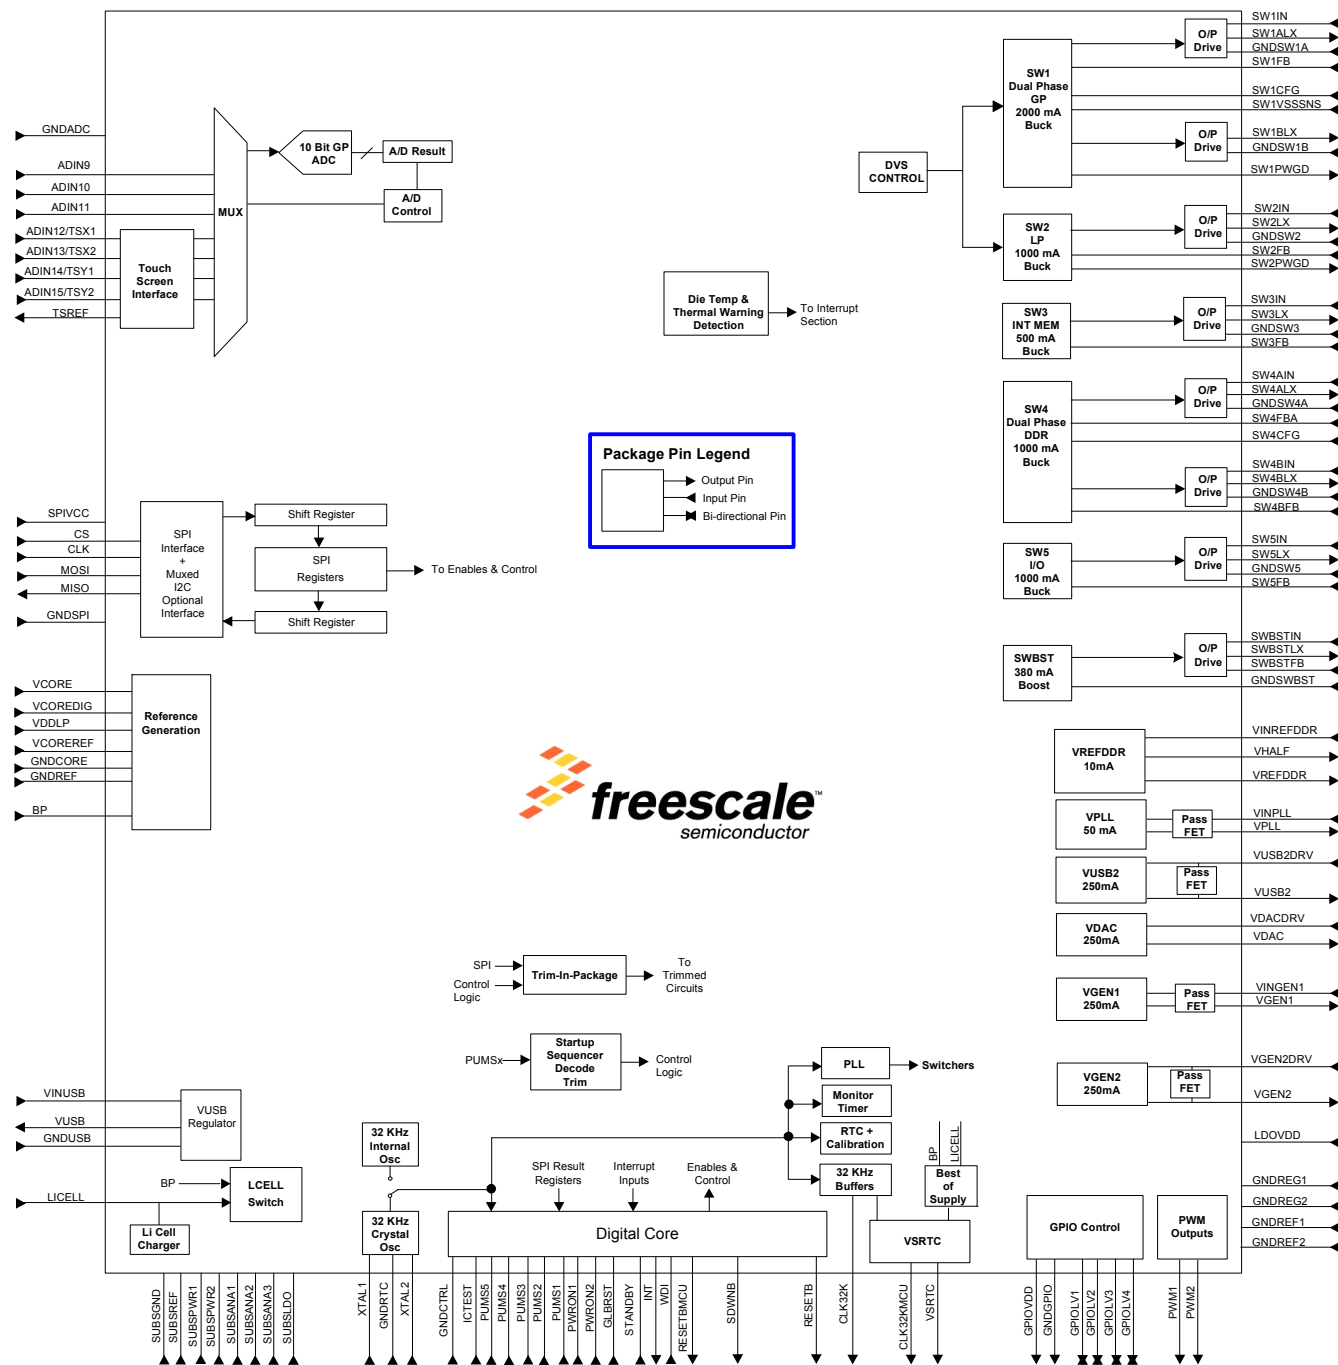 GNDADC
ADIN9
ADIN10
ADIN11
ADIN12/TSX1
ADIN13/TSX2
ADIN14/TSY1
ADIN15/TSY2
TSREF
Touch
Screen
Interface
MUX
10 Bit GP
ADC
A/D Result
A/D
Control
DVS
CONTROL
SW1
Dual Phase
GP
2000 mA
Buck
O/P
Drive
SW1IN
SW1ALX
GNDSW1A
SW1FB
SW1CFG
SW1VSSSNS
O/P
Drive
SW1BLX
GNDSW1B
SW1PWGD
SW2
LP
1000 mA
Buck
O/P
Drive
SW2IN
SW2LX
GNDSW2
SW2FB
SW2PWGD
Die Temp &
Thermal Warning
Detection
To Interrupt
Section
SW3
INT MEM
500 mA
Buck
O/P
Drive
SW3IN
SW3LX
GNDSW3
SW3FB
SW4
Dual Phase
DDR
1000 mA
Buck
O/P
Drive
SW4AIN
SW4ALX
GNDSW4A
SW4FBA
SW4CFG
O/P
Drive
SW4BIN
SW4BLX
GNDSW4B
SW4BFB
Package Pin Legend
Output Pin
Input Pin
Bi-directional Pin
SPIVCC
CS
CLK
MOSI
MISO
GNDSPI
SPI
Interface
+
Muxed
I2C
Optional
Interface
Shift Register
SPI
Registers
Shift Register
To Enables & Control
SW5
I/O
1000 mA
Buck
O/P
Drive
SW5IN
SW5LX
GNDSW5
SW5FB
SWBST
380 mA
Boost
O/P
Drive
SWBSTIN
SWBSTLX
SWBSTFB
GNDSWBST
VCORE
VCOREDIG
VDDLP
VCOREREF
GNDCORE
GNDREF
BP
Reference
Generation
freescale™
semiconductor
VREFDDR
10mA
VINREFDDR
VHALF
VREFDDR
VPLL
50 mA
Pass
FET
VINPLL
VPLL
VUSB2
250mA
Pass
FET
VUSB2DRV
VUSB2
VDAC
250mA
VDACDRV
VDAC
VGEN1
250mA
Pass
FET
VINGEN1
VGEN1
VGEN2
250mA
Pass
FET
VGEN2DRV
VGEN2
LDOVDD
GNDREG1
GNDREG2
GNDREF1
GNDREF2
SPI
Control
Logic
Trim-In-Package
To
Trimmed
Circuits
PUMSx
Startup
Sequencer
Decode
Trim
Control
Logic
PLL
Switchers
Monitor
Timer
RTC +
Calibration
32 KHz
Buffers
BP
LICELL
Best
of
Supply
VSRTC
VINUSB
VUSB
GNDUSB
VUSB
Regulator
LICELL
BP
LCELL
Switch
Li Cell
Charger
32 KHz
Internal
Osc
32 KHz
Crystal
Osc
SPI Result
Registers
Interrupt
Inputs
Enables &
Control
Digital Core
GPIO Control
PWM
Outputs
SUBSGND
SUBSREF
SUBSPWR1
SUBSPWR2
SUBSANA1
SUBSANA2
SUBSANA3
SUBSLDO
XTAL1
GNDRTC
XTAL2
GNDCTRL
ICTEST
PUMS5
PUMS4
PUMS3
PUMS2
PUMS1
PWRON1
PWRON2
GLBRST
STANDBY
INT
WDI
RESETBMCU
SDWNB
RESETB
CLK32K
CLK32KMCU
VSRTC
GPIOVDD
GNDGPIO
GPIOLV1
GPIOLV2
GPIOLV3
GPIOLV4
PWM1
PWM2